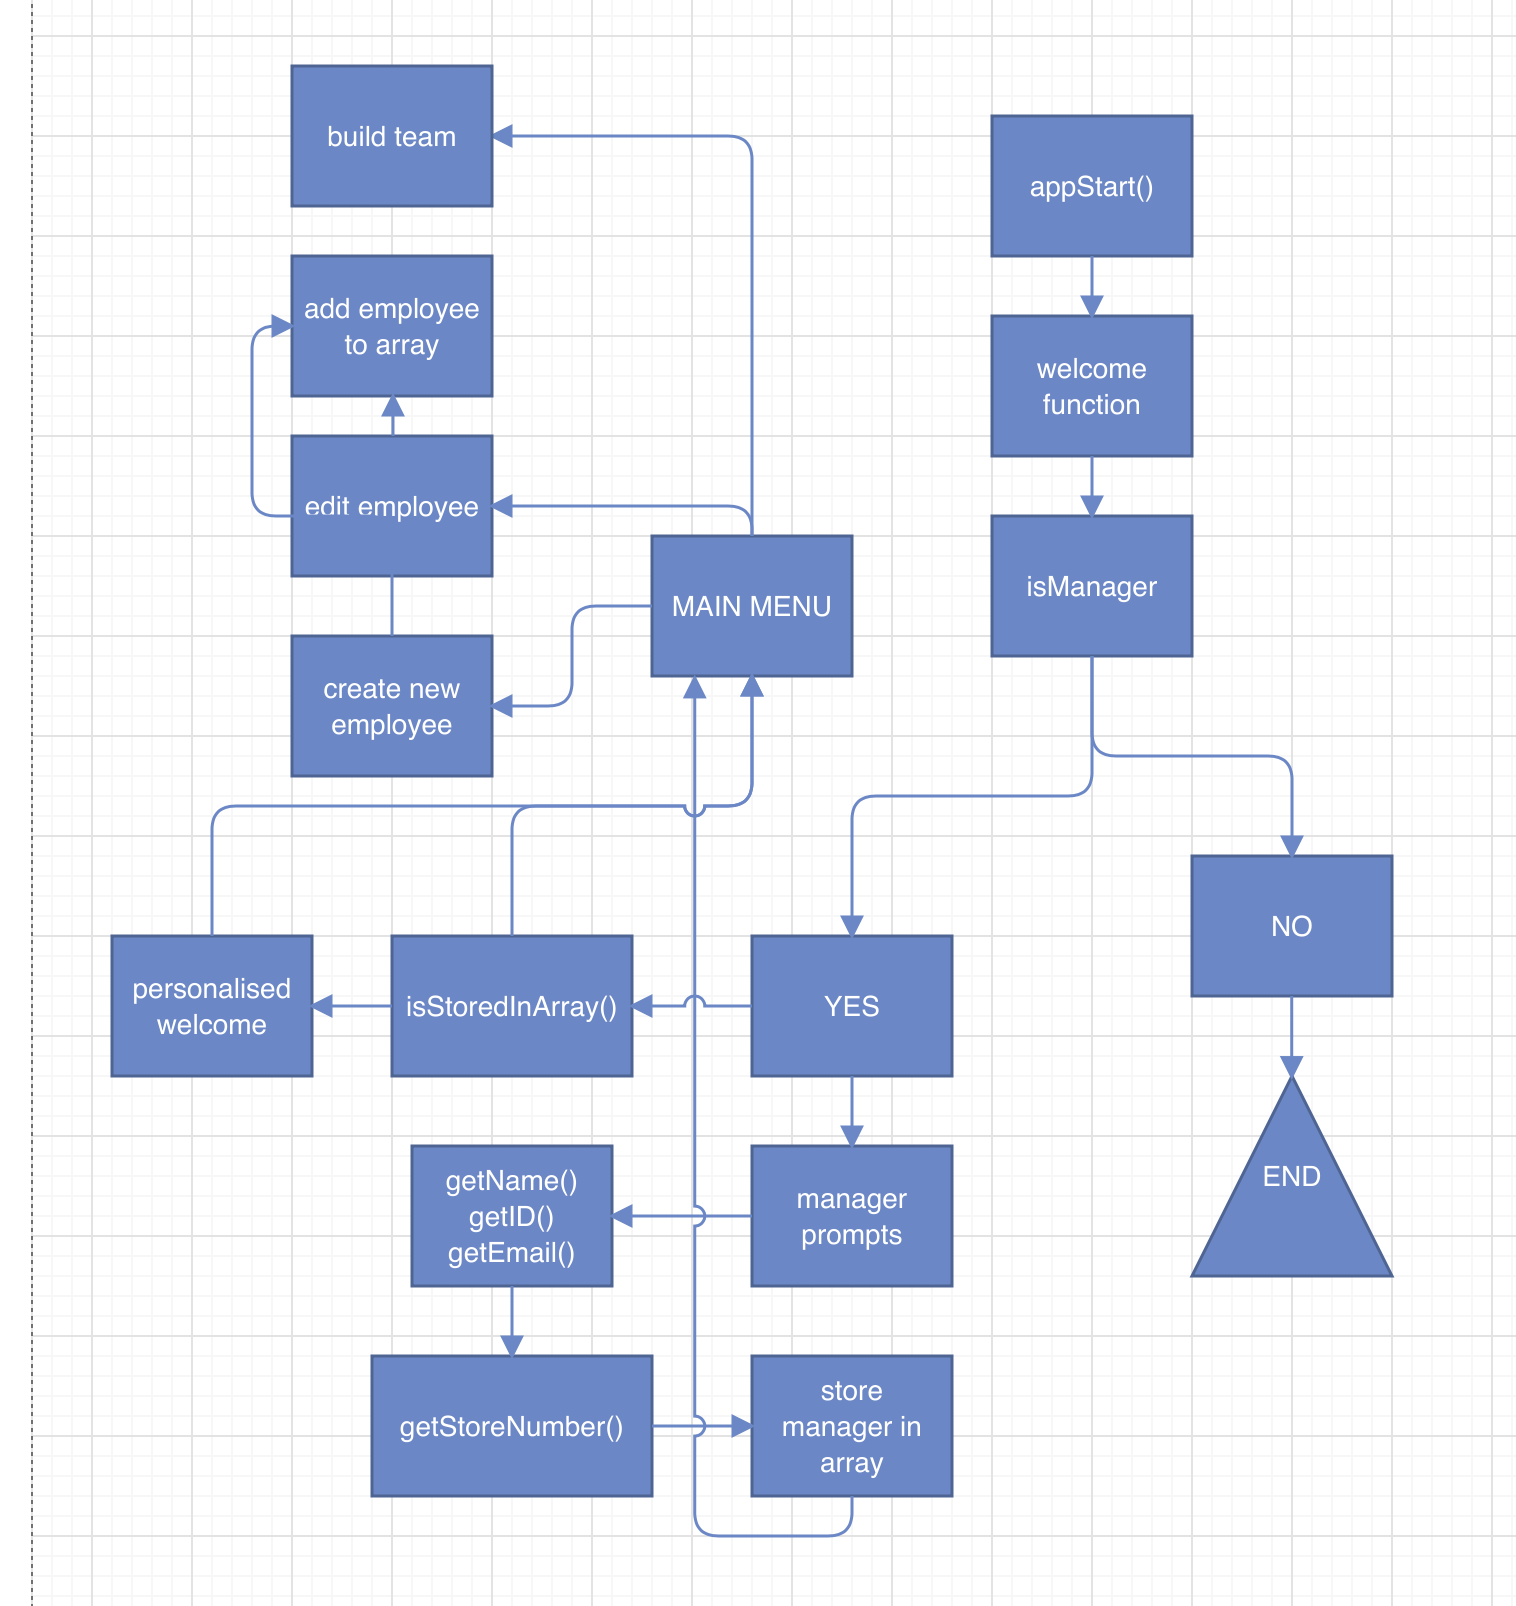 build team
appStart()
add employee
to array
welcome
function
edit employee
MAIN MENU
isManager
create new
employee
NO
personalised
welcome
isStoredInArray()
YES
getName()
getID()
getEmail()
manager
prompts
END
getStoreNumber()
store
manager in
array